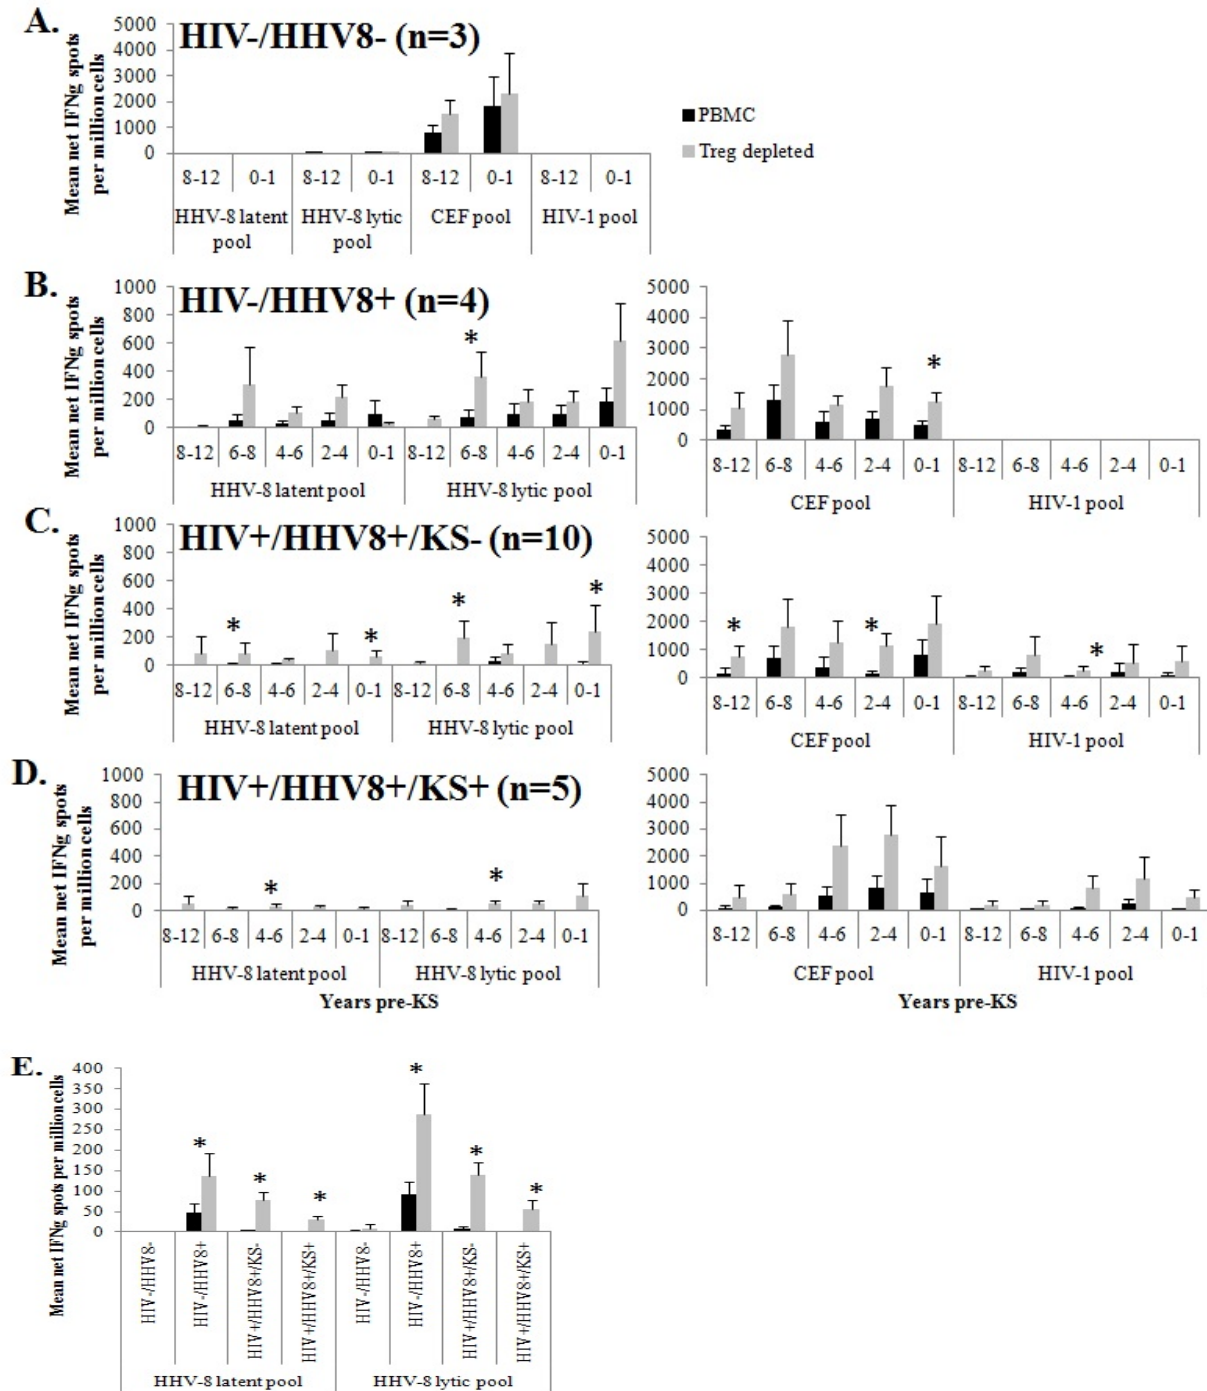 A.
HIV-/HHV8- (n=3)
Mean net IFNg spots
per million cells
5000
4000
3000
2000
1000
0
8-12 0-1 8-12 0-1 8-12 0-1 8-12 0-1
HHV-8 latent pool HHV-8 lytic pool CEF pool HIV-1 pool
PBMC
Treg depleted
B.
HIV-/HHV8+ (n=4)
Mean net IFNg spots
per million cells
1000
800
600
400
200
0
*
8-12 6-8 4-6 2-4 0-1 8-12 6-8 4-6 2-4 0-1
HHV-8 latent pool HHV-8 lytic pool
5000
4000
3000
2000
1000
0
*
8-12 6-8 4-6 2-4 0-1 8-12 6-8 4-6 2-4 0-1
CEF pool HIV-1 pool
C.
HIV+/HHV8+/KS- (n=10)
Mean net IFNg spots
per million cells
1000
800
600
400
200
0
* * * *
8-12 6-8 4-6 2-4 0-1 8-12 6-8 4-6 2-4 0-1
HHV-8 latent pool HHV-8 lytic pool
5000
4000
3000
2000
1000
0
* * *
8-12 6-8 4-6 2-4 0-1 8-12 6-8 4-6 2-4 0-1
CEF pool HIV-1 pool
D.
HIV+/HHV8+/KS+ (n=5)
Mean net IFNg spots
per million cells
1000
800
600
400
200
0
* *
8-12 6-8 4-6 2-4 0-1 8-12 6-8 4-6 2-4 0-1
HHV-8 latent pool HHV-8 lytic pool
Years pre-KS
5000
4000
3000
2000
1000
0
8-12 6-8 4-6 2-4 0-1 8-12 6-8 4-6 2-4 0-1
CEF pool HIV-1 pool
Years pre-KS
E.
Mean net IFNg spots per million cells
400
350
300
250
200
150
100
50
0
* * * * * *
HIV-/HHV8-
HIV-/HHV8+
HIV+/HHV8+/KS-
HIV+/HHV8+/KS+
HIV-/HHV8-
HIV-/HHV8+
HIV+/HHV8+/KS-
HIV+/HHV8+/KS+
HHV-8 latent pool HHV-8 lytic pool